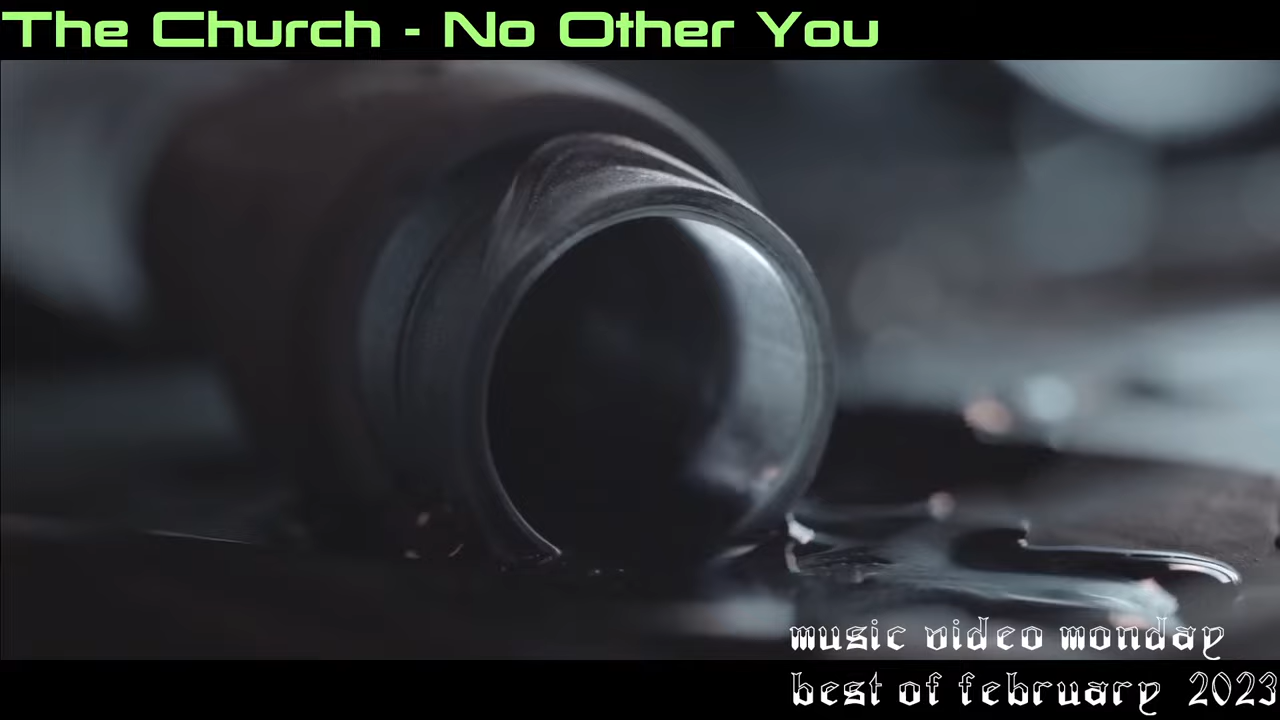 The Church - No Other You
music video monday
best of february 2023